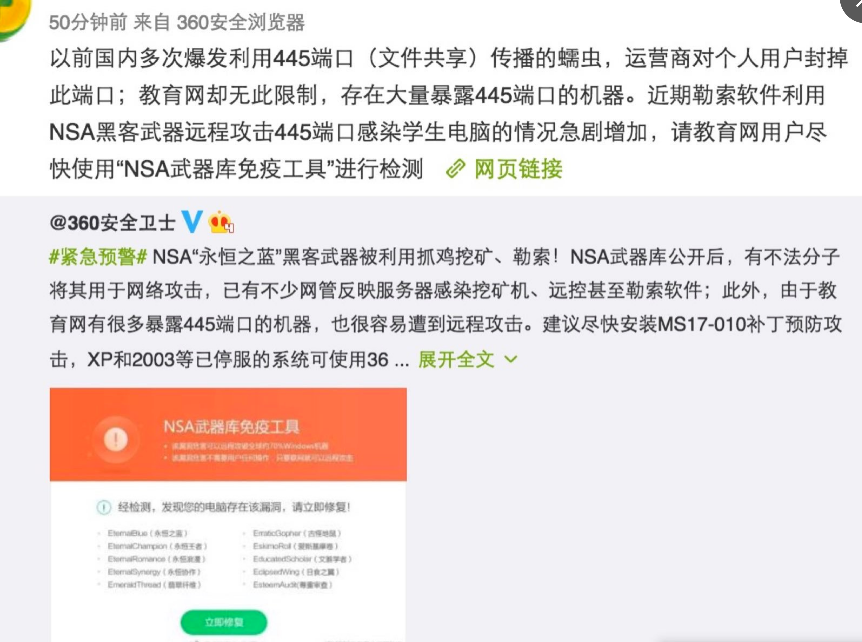 50分钟前 来自 360安全浏览器
以前国内多次爆发利用445端口（文件共享）传播的蠕虫，运营商对个人用户封掉
此端口；教育网却无此限制，存在大量暴露445端口的机器。近期勒索软件利用
NSA黑客武器远程攻击445端口感染学生电脑的情况急剧增加，请教育网用户尽
快使用“NSA武器库免疫工具”进行检测 网页链接
@360安全卫士
#紧急预警# NSA“永恒之蓝”黑客武器被利用抓鸡挖矿、勒索！NSA武器库公开后，有不法分子
将其用于网络攻击，已有不少网管反映服务器感染挖矿机、远控甚至勒索软件；此外，由于教
育网有很多暴露445端口的机器，也很容易遭到远程攻击。建议尽快安装MS17-010补丁预防攻
击，XP和2003等已停服的系统可使用36 ... 展开全文
NSA武器库免疫工具
• 该漏洞危害可以远程攻破全球约70%Windows机器
• 该漏洞危害不需要用户任何操作，只要联网就可以远程攻击
经检测，发现您的电脑存在该漏洞，请立即修复！
EternalBlue（永恒之蓝） ErraticGopher（古怪地鼠）
EternalChampion（永恒王者） EskimoRoll（爱斯基摩卷）
EternalRomance（永恒浪漫） EducatedScholar（文雅学者）
EternalSynergy（永恒协作） EclipsedWing（日食之翼）
EmeraldThread（翡翠纤维） EsteemAudit（尊重审查）
立即修复